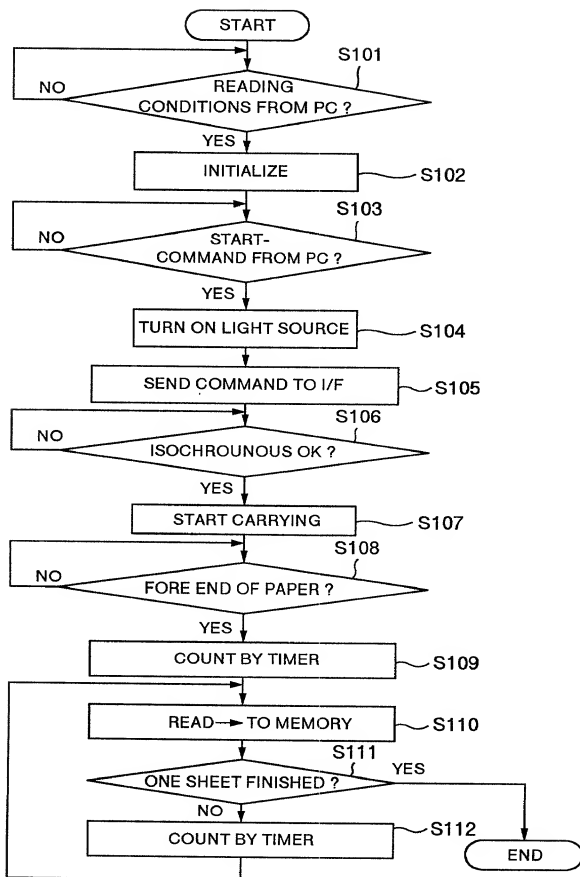 START
S101
NO
READING
CONDITIONS FROM PC ?
YES
INITIALIZE
S102
S103
NO
START-
COMMAND FROM PC ?
YES
TURN ON LIGHT SOURCE
S104
SEND COMMAND TO I/F
S105
S106
NO
ISOCHROUNOUS OK ?
YES
START CARRYING
S107
S108
NO
FORE END OF PAPER ?
YES
COUNT BY TIMER
S109
READ → TO MEMORY
S110
S111
ONE SHEET FINISHED ?
YES
NO
S112
COUNT BY TIMER
END